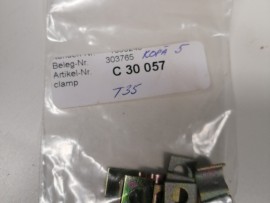 Beleg-Nr. 303765 KOPA 5
Artikel-Nr. C 30 057
clamp
T35